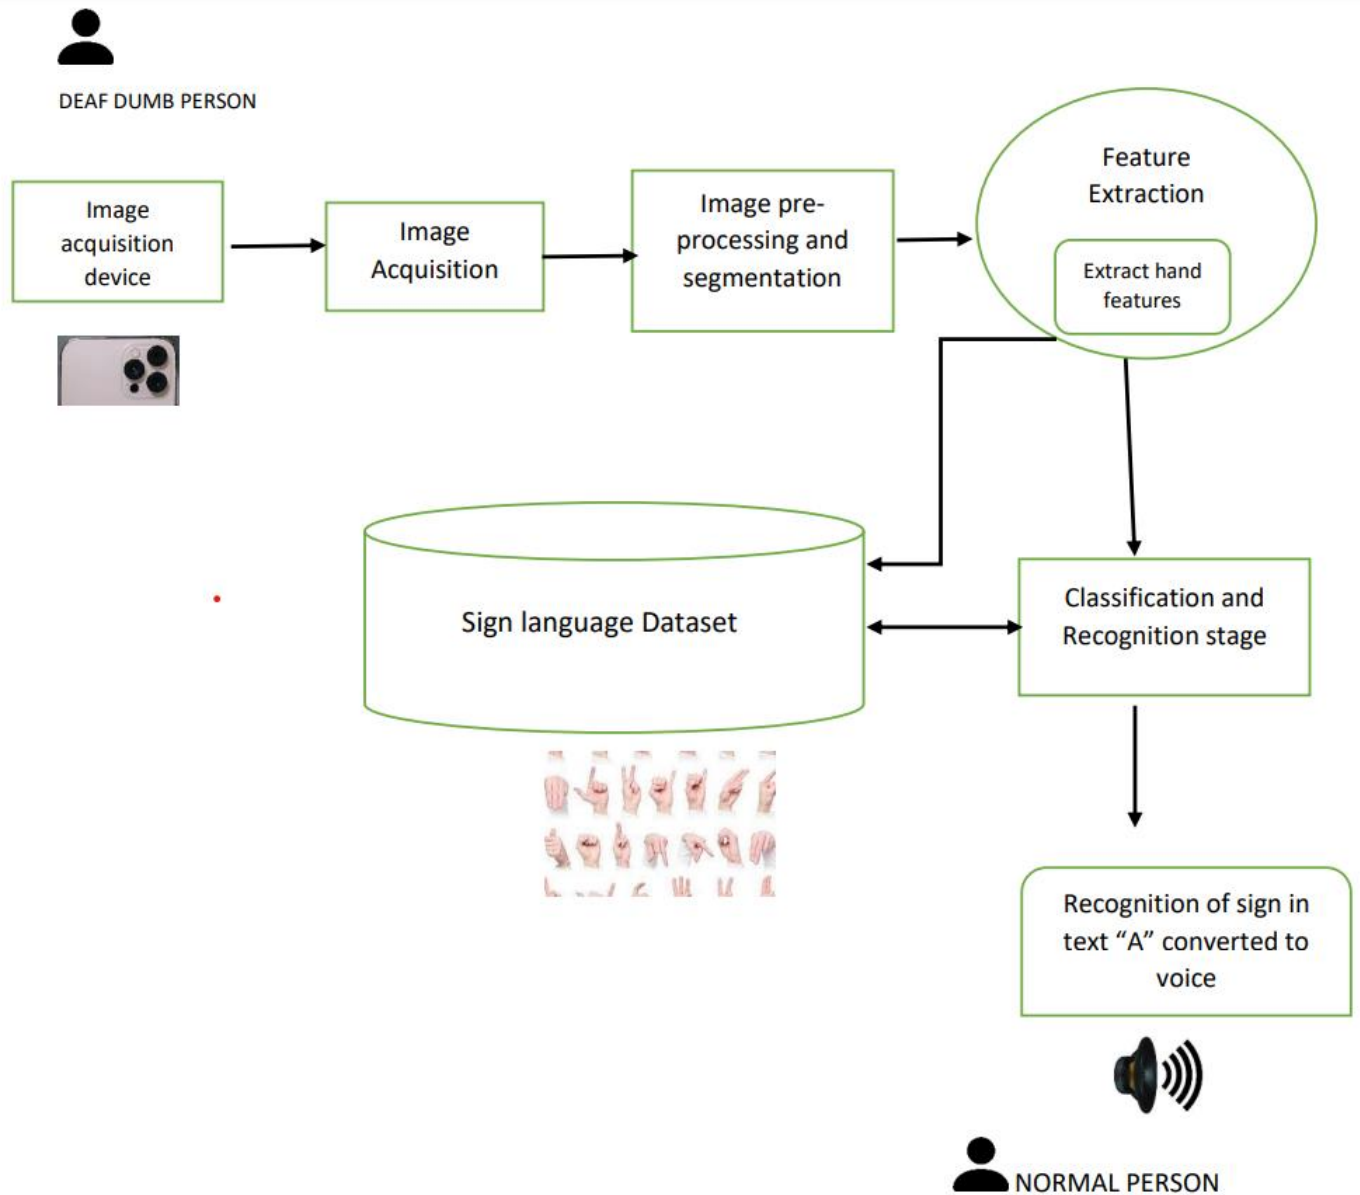 DEAF DUMB PERSON
Image
acquisition
device
Image
Acquisition
Image pre-
processing and
segmentation
Feature
Extraction
Extract hand
features
Sign language Dataset
Classification and
Recognition stage
Recognition of sign in
text “A” converted to
voice
NORMAL PERSON